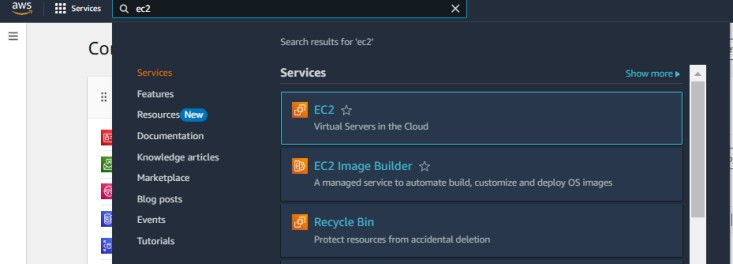 aws
Services
ec2
Co
Search results for 'ec2'
Services
Features
Resources New
Documentation
Knowledge articles
Marketplace
Blog posts
Events
Tutorials
Services
Show more
EC2
Virtual Servers in the Cloud
EC2 Image Builder
A managed service to automate build, customize and deploy OS images
Recycle Bin
Protect resources from accidental deletion